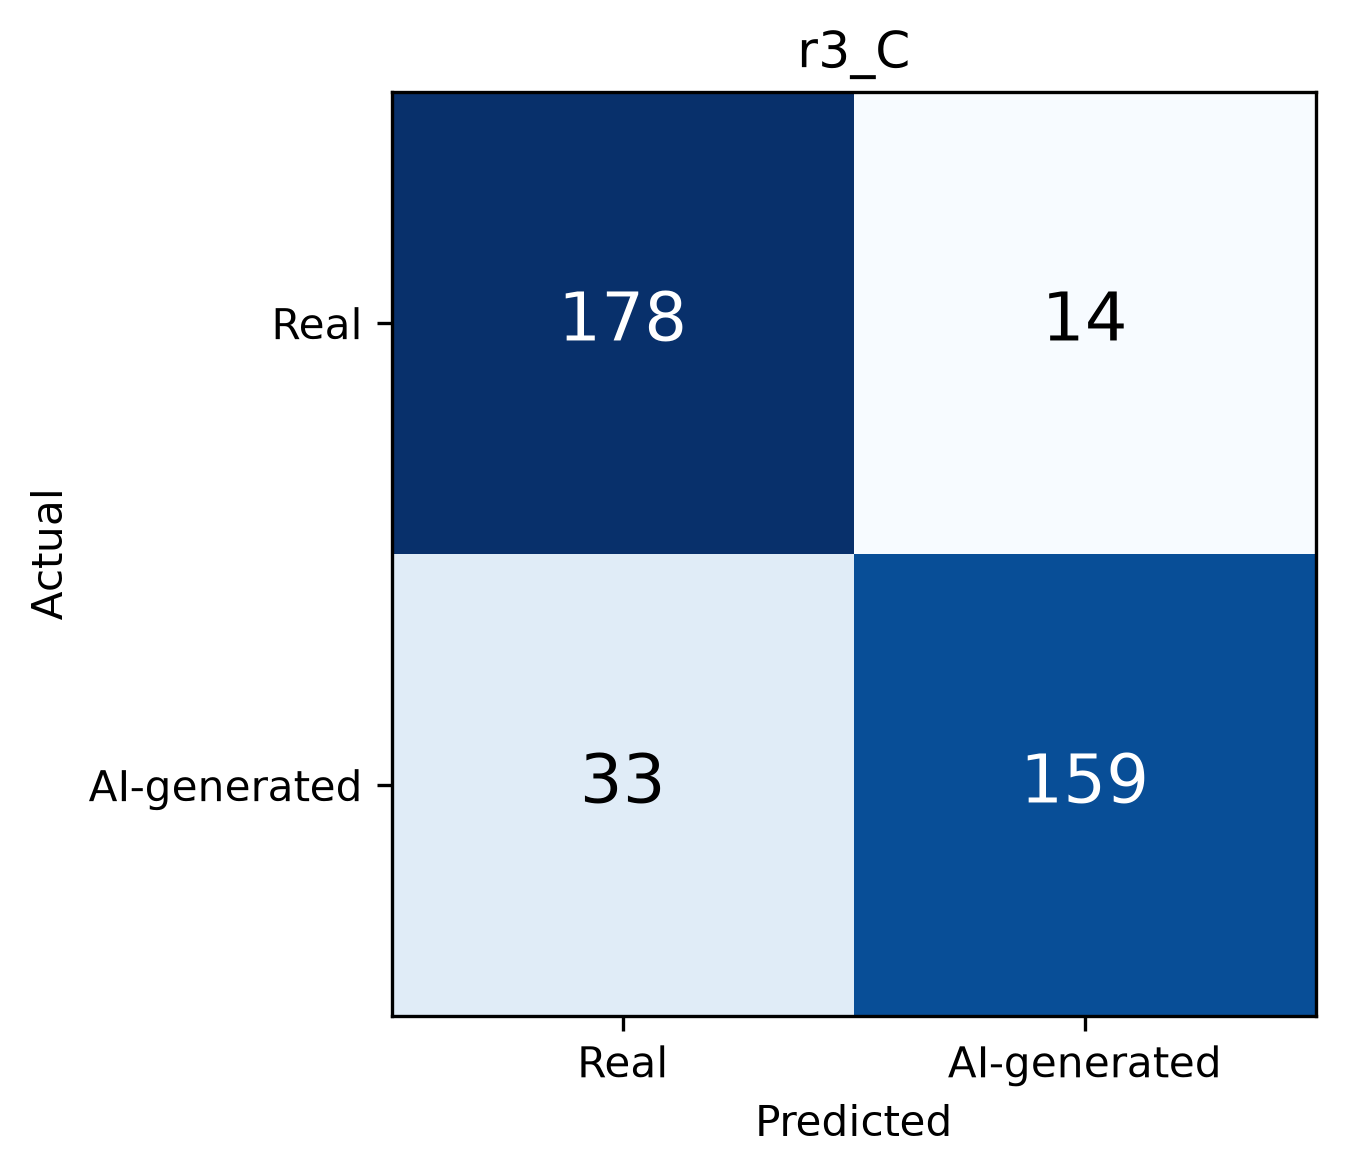 r3_C
Actual
Real
178
14
AI-generated
33
159
Real
AI-generated
Predicted